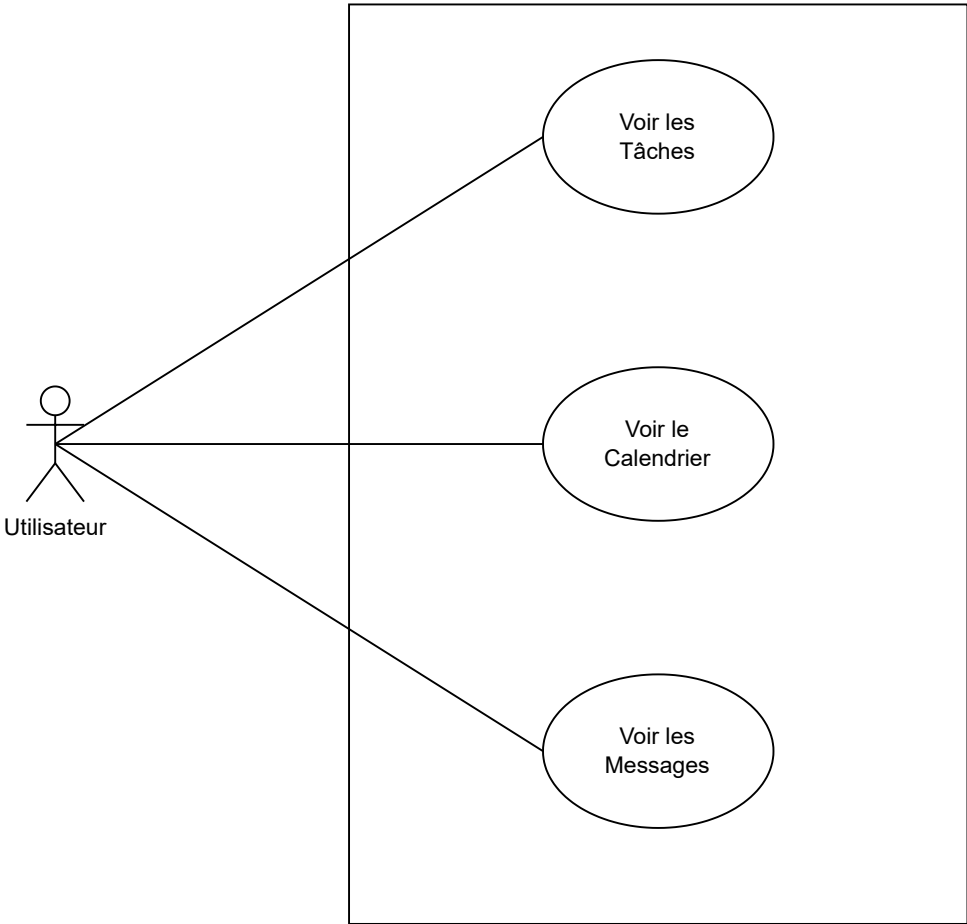 Voir les
Tâches
Voir le
Calendrier
Utilisateur
Voir les
Messages